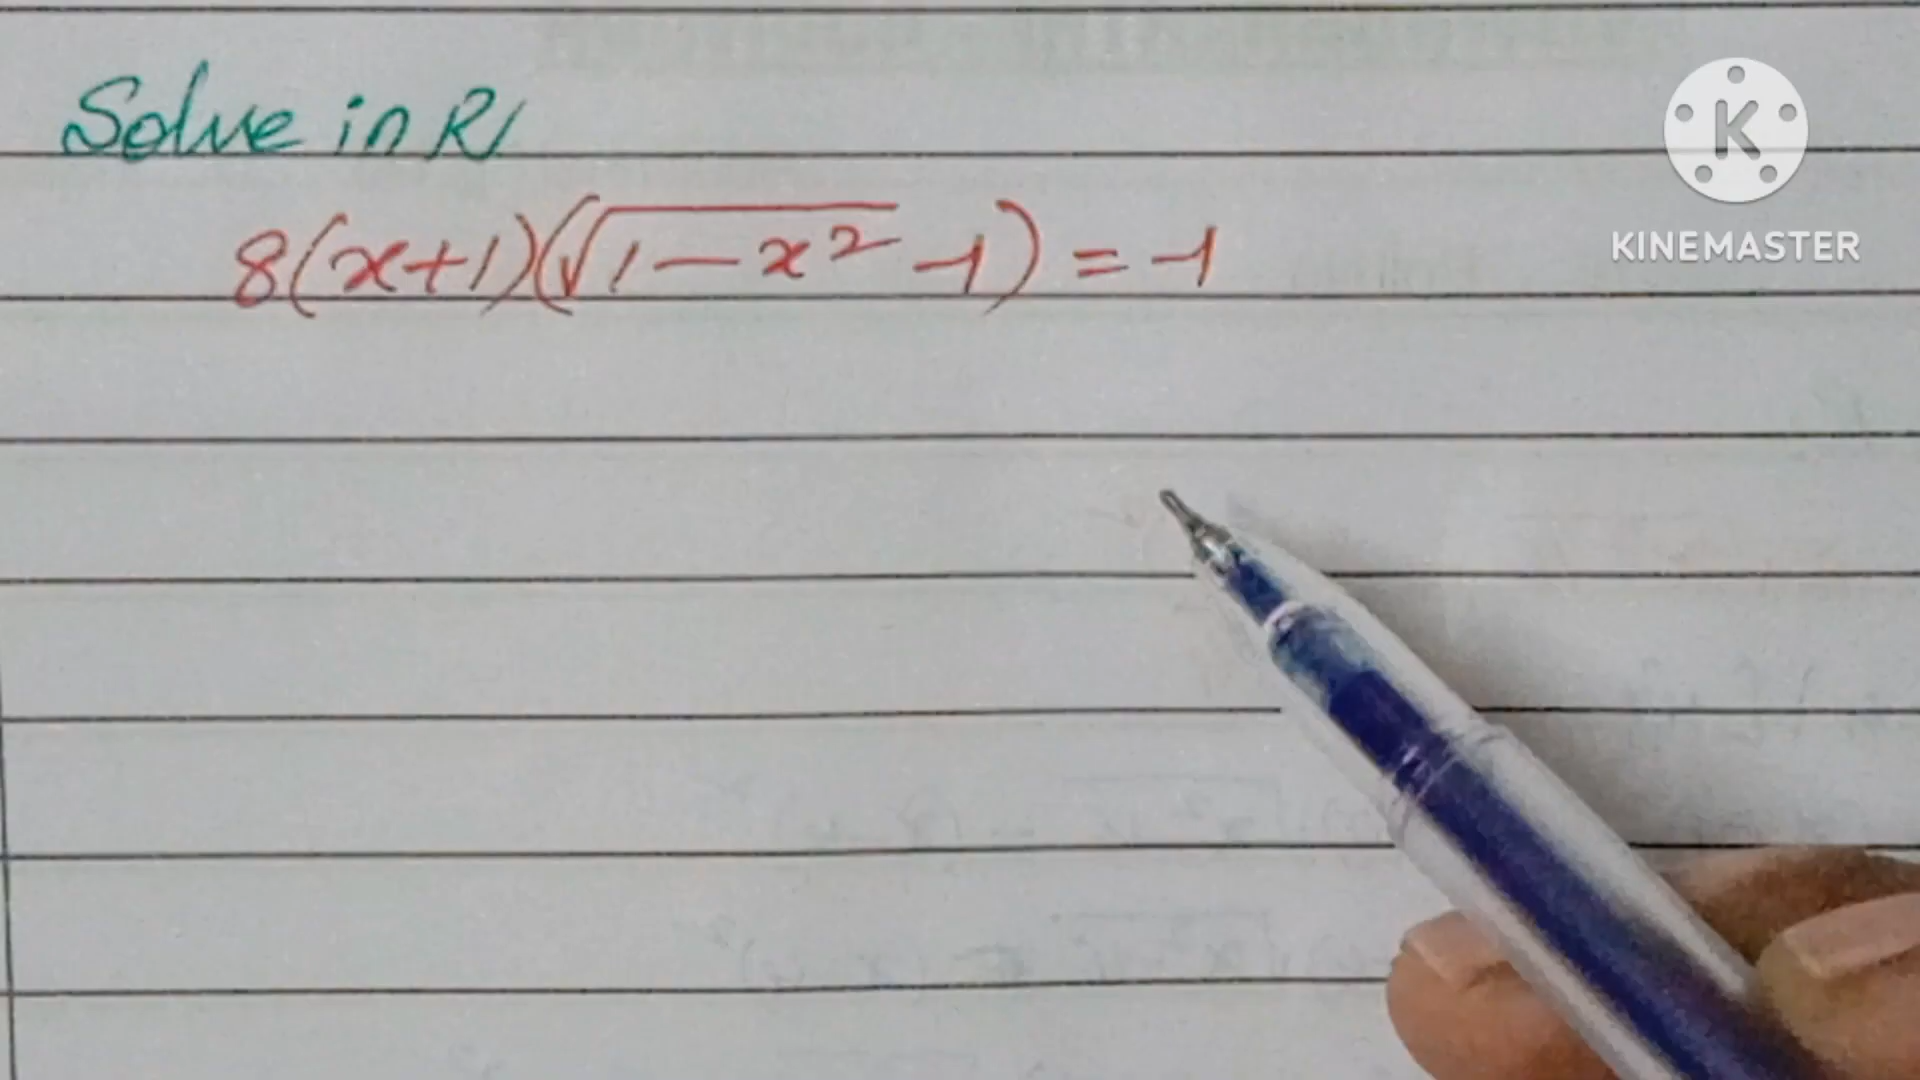 Solve in R
8(x+1)(√1-x² -1) = -1
KINEMASTER